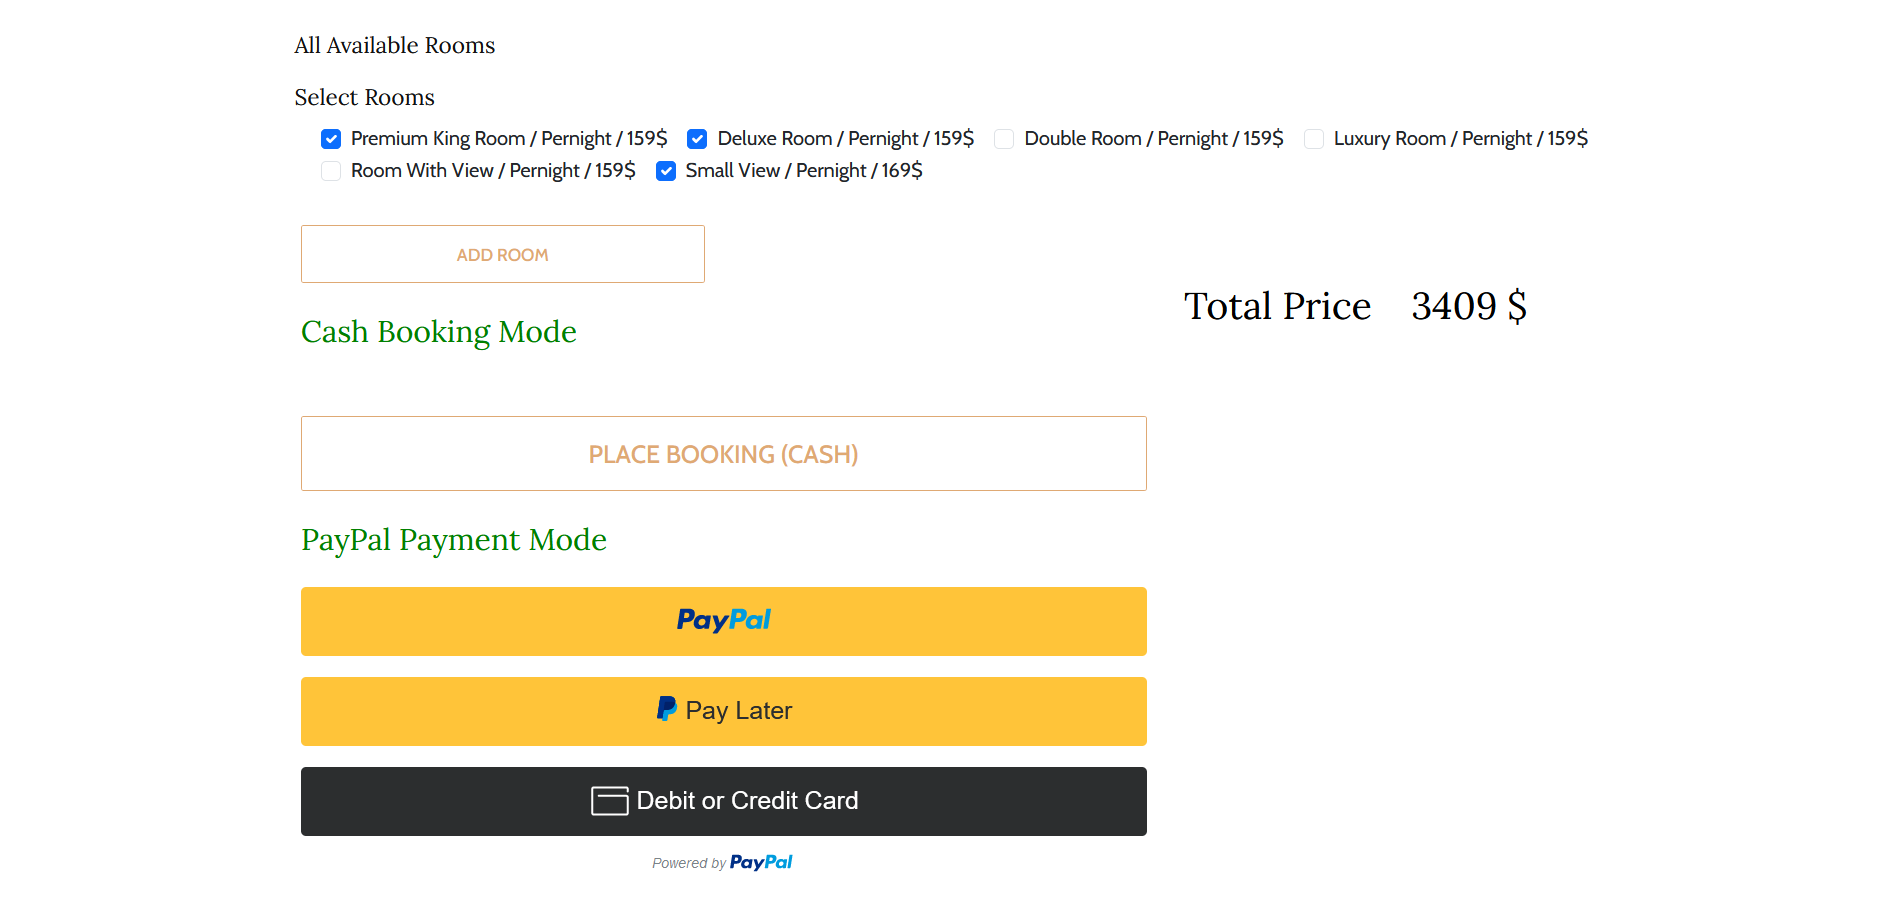 All Available Rooms
Select Rooms
Premium King Room / Pernight / 159$ Deluxe Room / Pernight / 159$ Double Room / Pernight / 159$ Luxury Room / Pernight / 159$
Room With View / Pernight / 159$ Small View / Pernight / 169$
ADD ROOM
Total Price 3409 $
Cash Booking Mode
PLACE BOOKING (CASH)
PayPal Payment Mode
PayPal
Pay Later
Debit or Credit Card
Powered by PayPal